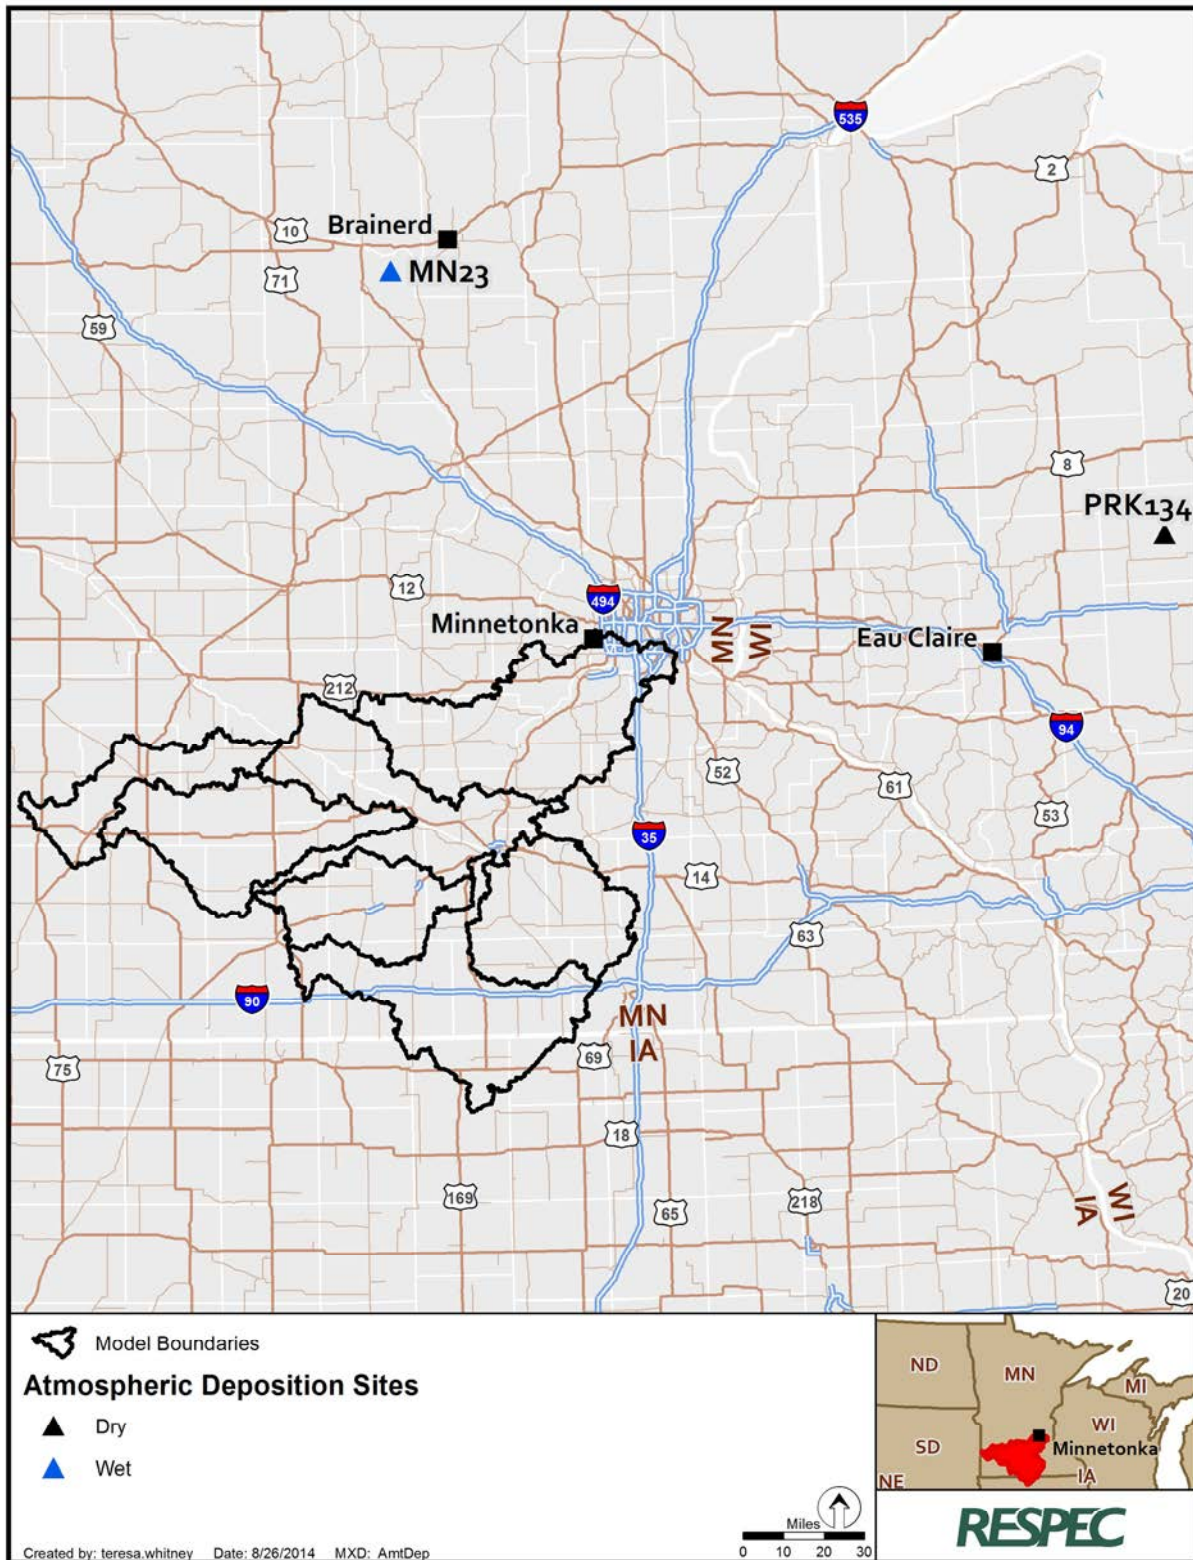 535
2
Brainerd
10
MN23
71
59
8
PRK134
12
494
Minnetonka
MN
WI
Eau Claire
212
94
52
61
53
35
14
63
90
MN
IA
69
75
18
169
65
218
IA
WI
20
Model Boundaries
Atmospheric Deposition Sites
Dry
Wet
Miles
0 10 20 30
Created by: teresa.whitney Date: 8/26/2014 MXD: AmtDep
ND
MN
MI
WI
SD
Minnetonka
NE
IA
RESPEC